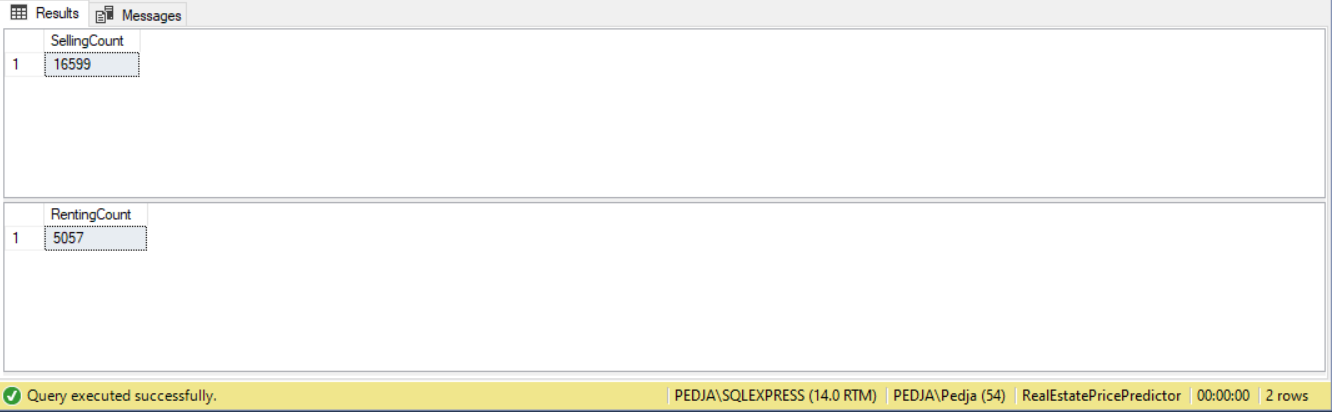 Results Messages
SellingCount
1 16599
RentingCount
1 5057
Query executed successfully. PEDJA\SQLEXPRESS (14.0 RTM) PEDJA\Pedja (54) RealEstatePricePredictor 00:00:00 2 rows